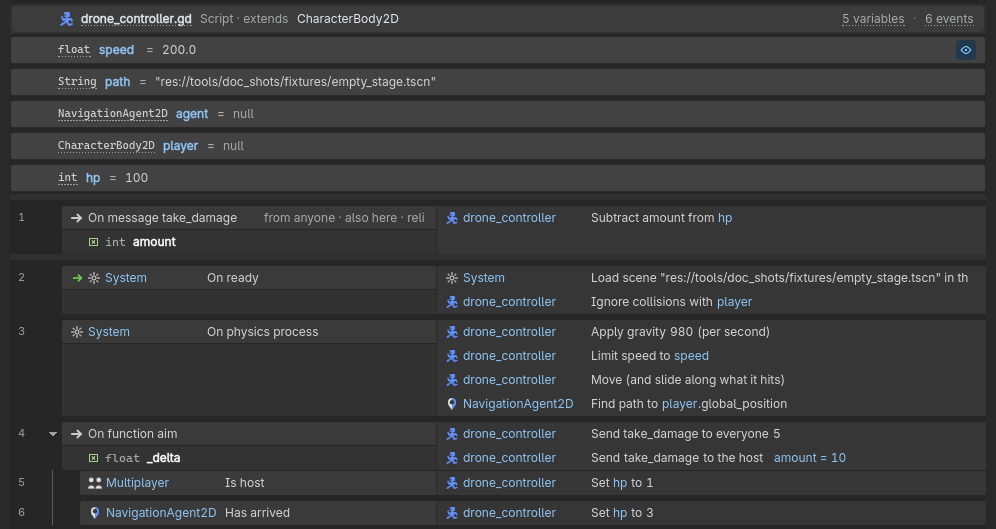 drone_controller.gd Script · extends CharacterBody2D 5 variables · 6 events
float speed = 200.0
String path = "res://tools/doc_shots/fixtures/empty_stage.tscn"
NavigationAgent2D agent = null
CharacterBody2D player = null
int hp = 100
1 On message take_damage from anyone · also here · reli drone_controller Subtract amount from hp
int amount
2 System On ready System Load scene "res://tools/doc_shots/fixtures/empty_stage.tscn" in th
drone_controller Ignore collisions with player
3 System On physics process drone_controller Apply gravity 980 (per second)
drone_controller Limit speed to speed
drone_controller Move (and slide along what it hits)
NavigationAgent2D Find path to player.global_position
4 On function aim drone_controller Send take_damage to everyone 5
float _delta drone_controller Send take_damage to the host amount = 10
5 Multiplayer Is host drone_controller Set hp to 1
6 NavigationAgent2D Has arrived drone_controller Set hp to 3